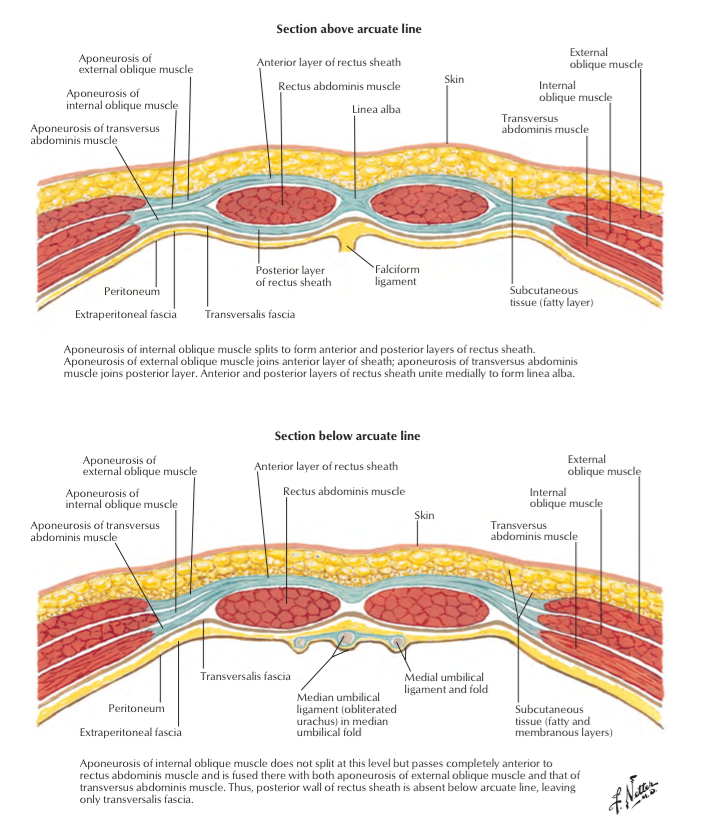 Section above arcuate line
Aponeurosis of
external oblique muscle
Aponeurosis of
internal oblique muscle
Aponeurosis of transversus
abdominis muscle
Anterior layer of rectus sheath
Rectus abdominis muscle
Linea alba
Skin
External
oblique muscle
Internal
oblique muscle
Transversus
abdominis muscle
Peritoneum
Extraperitoneal fascia
Transversalis fascia
Posterior layer
of rectus sheath
Falciform
ligament
Subcutaneous
tissue (fatty layer)
Aponeurosis of internal oblique muscle splits to form anterior and posterior layers of rectus sheath.
Aponeurosis of external oblique muscle joins anterior layer of sheath; aponeurosis of transversus abdominis
muscle joins posterior layer. Anterior and posterior layers of rectus sheath unite medially to form linea alba.
Section below arcuate line
Aponeurosis of
external oblique muscle
Aponeurosis of
internal oblique muscle
Aponeurosis of transversus
abdominis muscle
Anterior layer of rectus sheath
Rectus abdominis muscle
Skin
External
oblique muscle
Internal
oblique muscle
Transversus
abdominis muscle
Peritoneum
Extraperitoneal fascia
Transversalis fascia
Median umbilical
ligament (obliterated
urachus) in median
umbilical fold
Medial umbilical
ligament and fold
Subcutaneous
tissue (fatty and
membranous layers)
Aponeurosis of internal oblique muscle does not split at this level but passes completely anterior to
rectus abdominis muscle and is fused there with both aponeurosis of external oblique muscle and that of
transversus abdominis muscle. Thus, posterior wall of rectus sheath is absent below arcuate line, leaving
only transversalis fascia.
F. Netter
M.D.